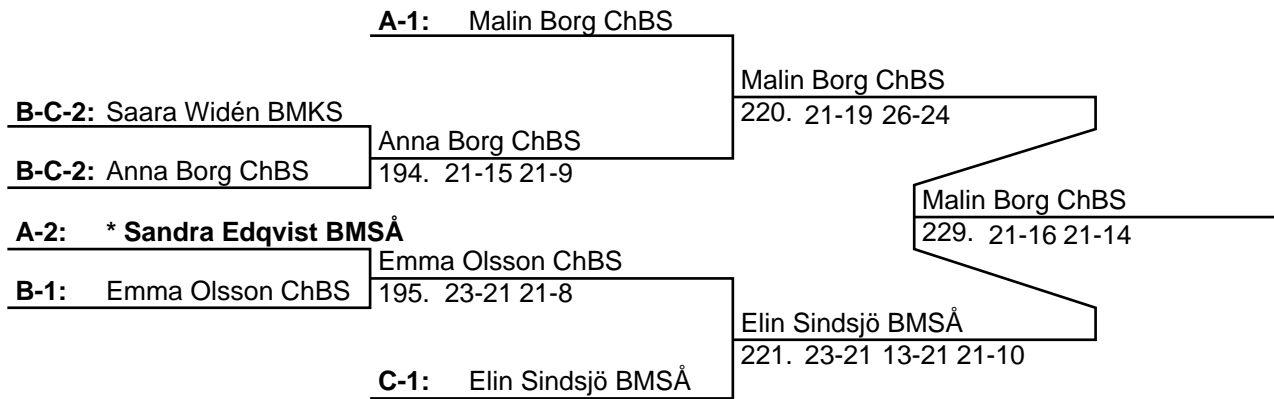 A-1: Malin Borg ChBS
Malin Borg ChBS
220. 21-19 26-24
B-C-2: Saara Widén BMKS
Anna Borg ChBS
194. 21-15 21-9
B-C-2: Anna Borg ChBS
Malin Borg ChBS
229. 21-16 21-14
A-2: * Sandra Edqvist BMSÅ
Emma Olsson ChBS
195. 23-21 21-8
B-1: Emma Olsson ChBS
Elin Sindsjö BMSÅ
221. 23-21 13-21 21-10
C-1: Elin Sindsjö BMSÅ